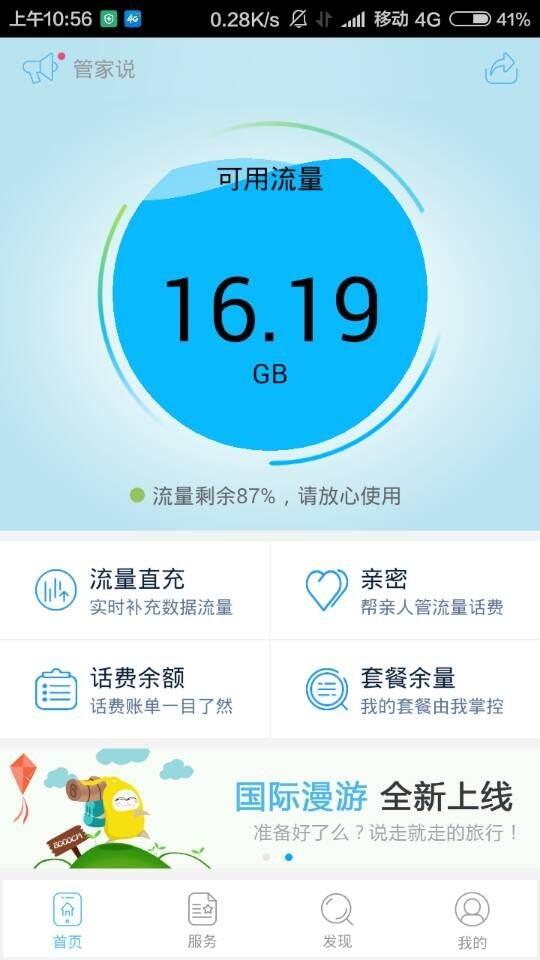 上午10:56 4G 0.28K/s 移动 4G 41%
管家说
可用流量
16.19
GB
流量剩余87%，请放心使用
流量直充
实时补充数据流量
亲密
帮亲人管流量话费
话费余额
话费账单一目了然
套餐余量
我的套餐由我掌控
国际漫游 全新上线
准备好了么？说走就走的旅行！
8000CM
首页 服务 发现 我的